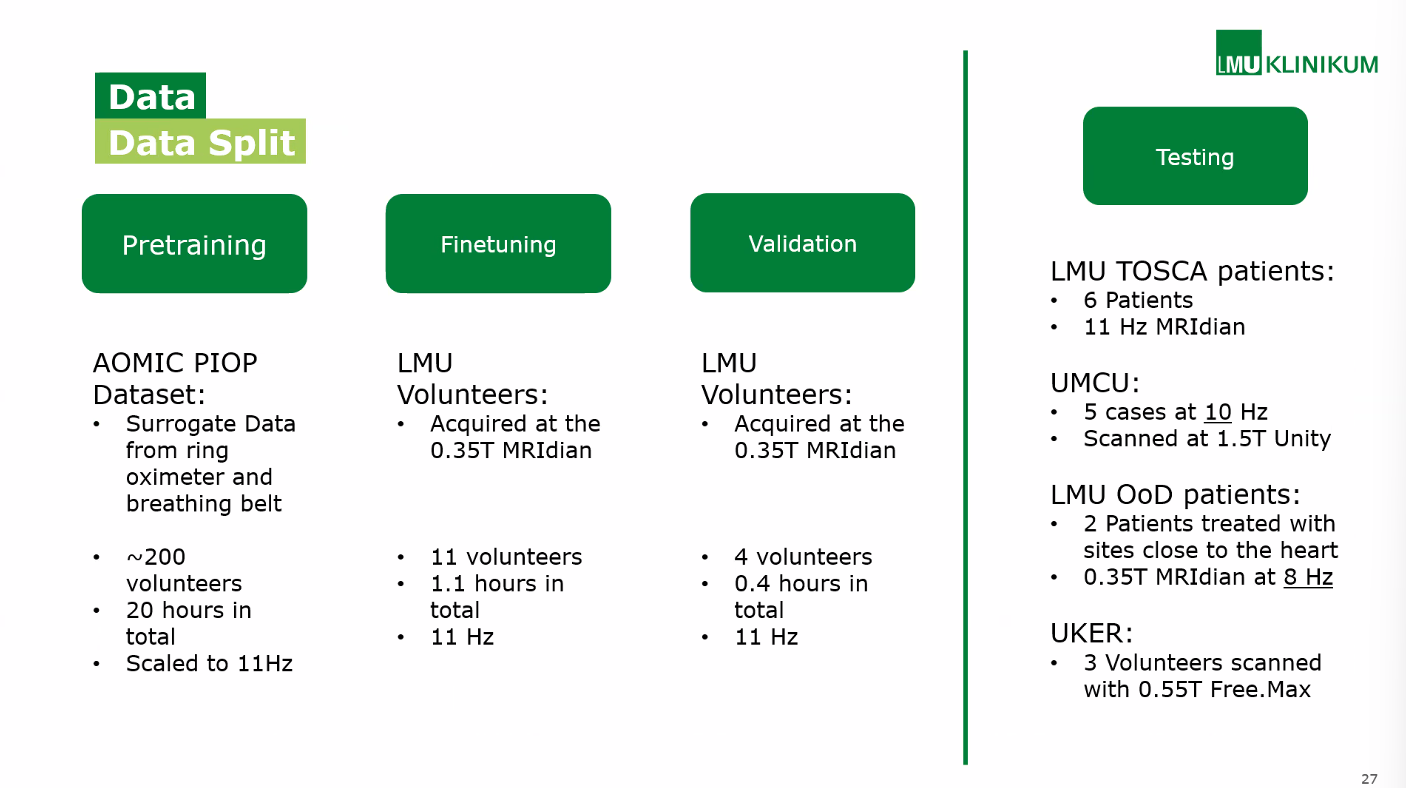 LMU KLINIKUM
Data
Data Split
Pretraining
AOMIC PIOP
Dataset:
• Surrogate Data
from ring
oximeter and
breathing belt
• ~200
volunteers
• 20 hours in
total
• Scaled to 11Hz
Finetuning
LMU
Volunteers:
• Acquired at the
0.35T MRIdian
• 11 volunteers
• 1.1 hours in
total
• 11 Hz
Validation
LMU
Volunteers:
• Acquired at the
0.35T MRIdian
• 4 volunteers
• 0.4 hours in
total
• 11 Hz
Testing
LMU TOSCA patients:
• 6 Patients
• 11 Hz MRIdian
UMCU:
• 5 cases at 10 Hz
• Scanned at 1.5T Unity
LMU OoD patients:
• 2 Patients treated with
sites close to the heart
• 0.35T MRIdian at 8 Hz
UKER:
• 3 Volunteers scanned
with 0.55T Free.Max
27